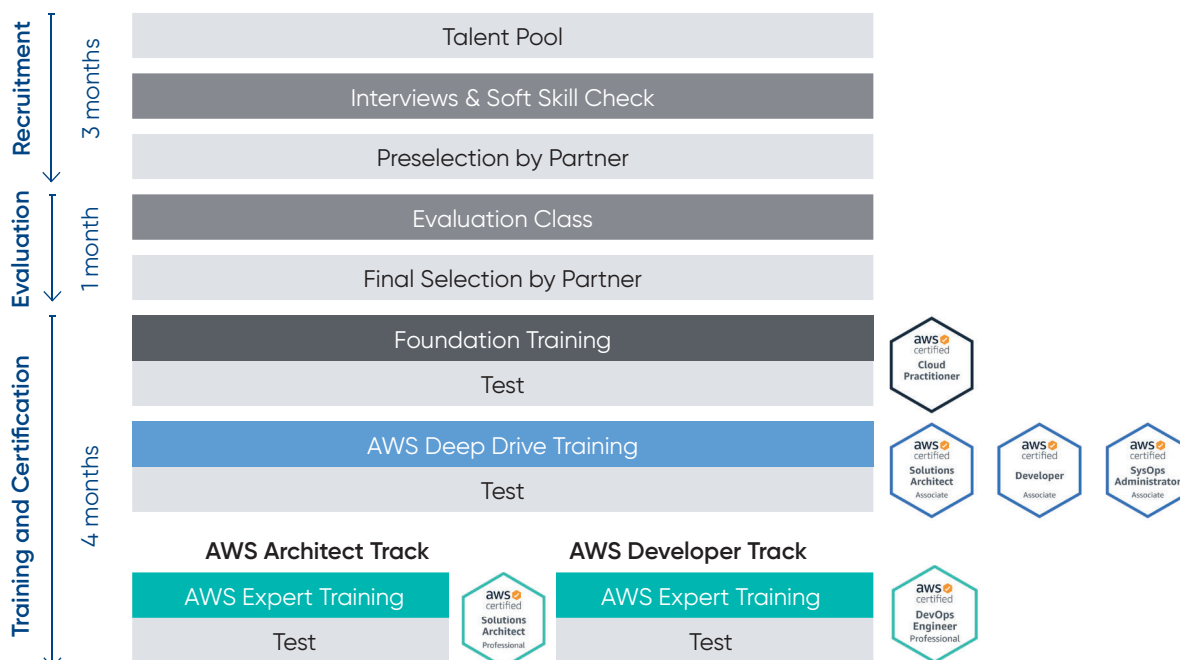 Recruitment
3 months
Talent Pool
Interviews & Soft Skill Check
Preselection by Partner
Evaluation
1 month
Evaluation Class
Final Selection by Partner
Training and Certification
4 months
Foundation Training
Test
aws
certified
Cloud
Practitioner
AWS Deep Drive Training
Test
aws
certified
Solutions
Architect
Associate
aws
certified
Developer
Associate
aws
certified
SysOps
Administrator
Associate
AWS Architect Track
AWS Expert Training
Test
aws
certified
Solutions
Architect
Professional
AWS Developer Track
AWS Expert Training
Test
aws
certified
DevOps
Engineer
Professional